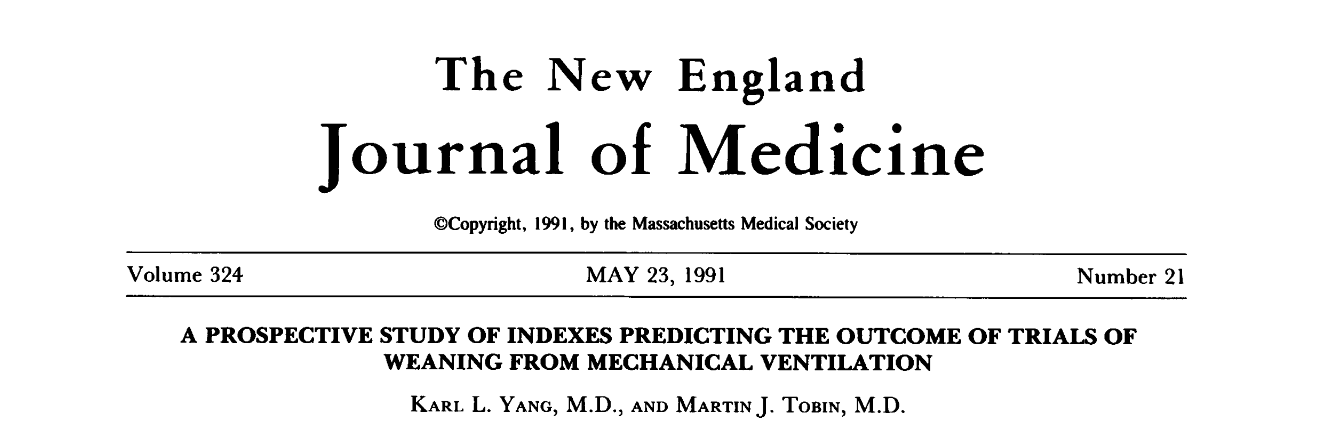 The New England
Journal of Medicine
©Copyright, 1991, by the Massachusetts Medical Society
Volume 324 MAY 23, 1991 Number 21
A PROSPECTIVE STUDY OF INDEXES PREDICTING THE OUTCOME OF TRIALS OF
WEANING FROM MECHANICAL VENTILATION
KARL L. YANG, M.D., AND MARTIN J. TOBIN, M.D.